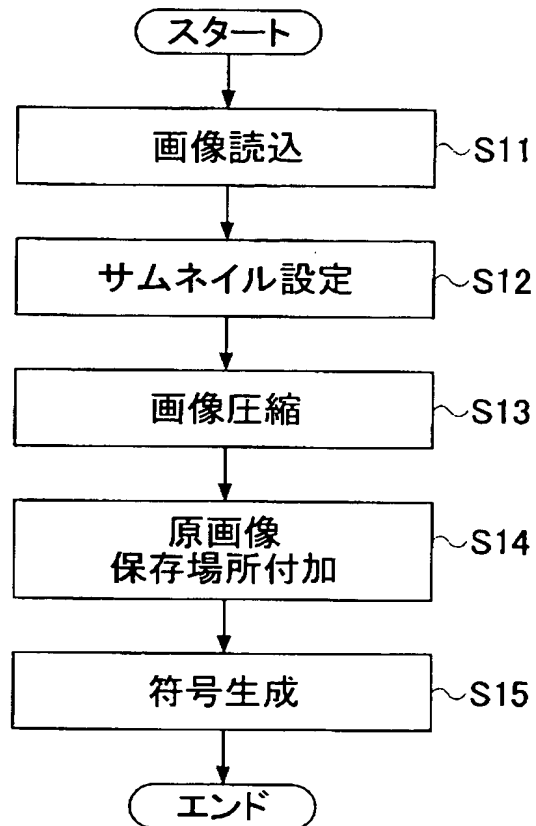 スタート
画像読込
S11
サムネイル設定
S12
画像圧縮
S13
原画像
保存場所付加
S14
符号生成
S15
エンド